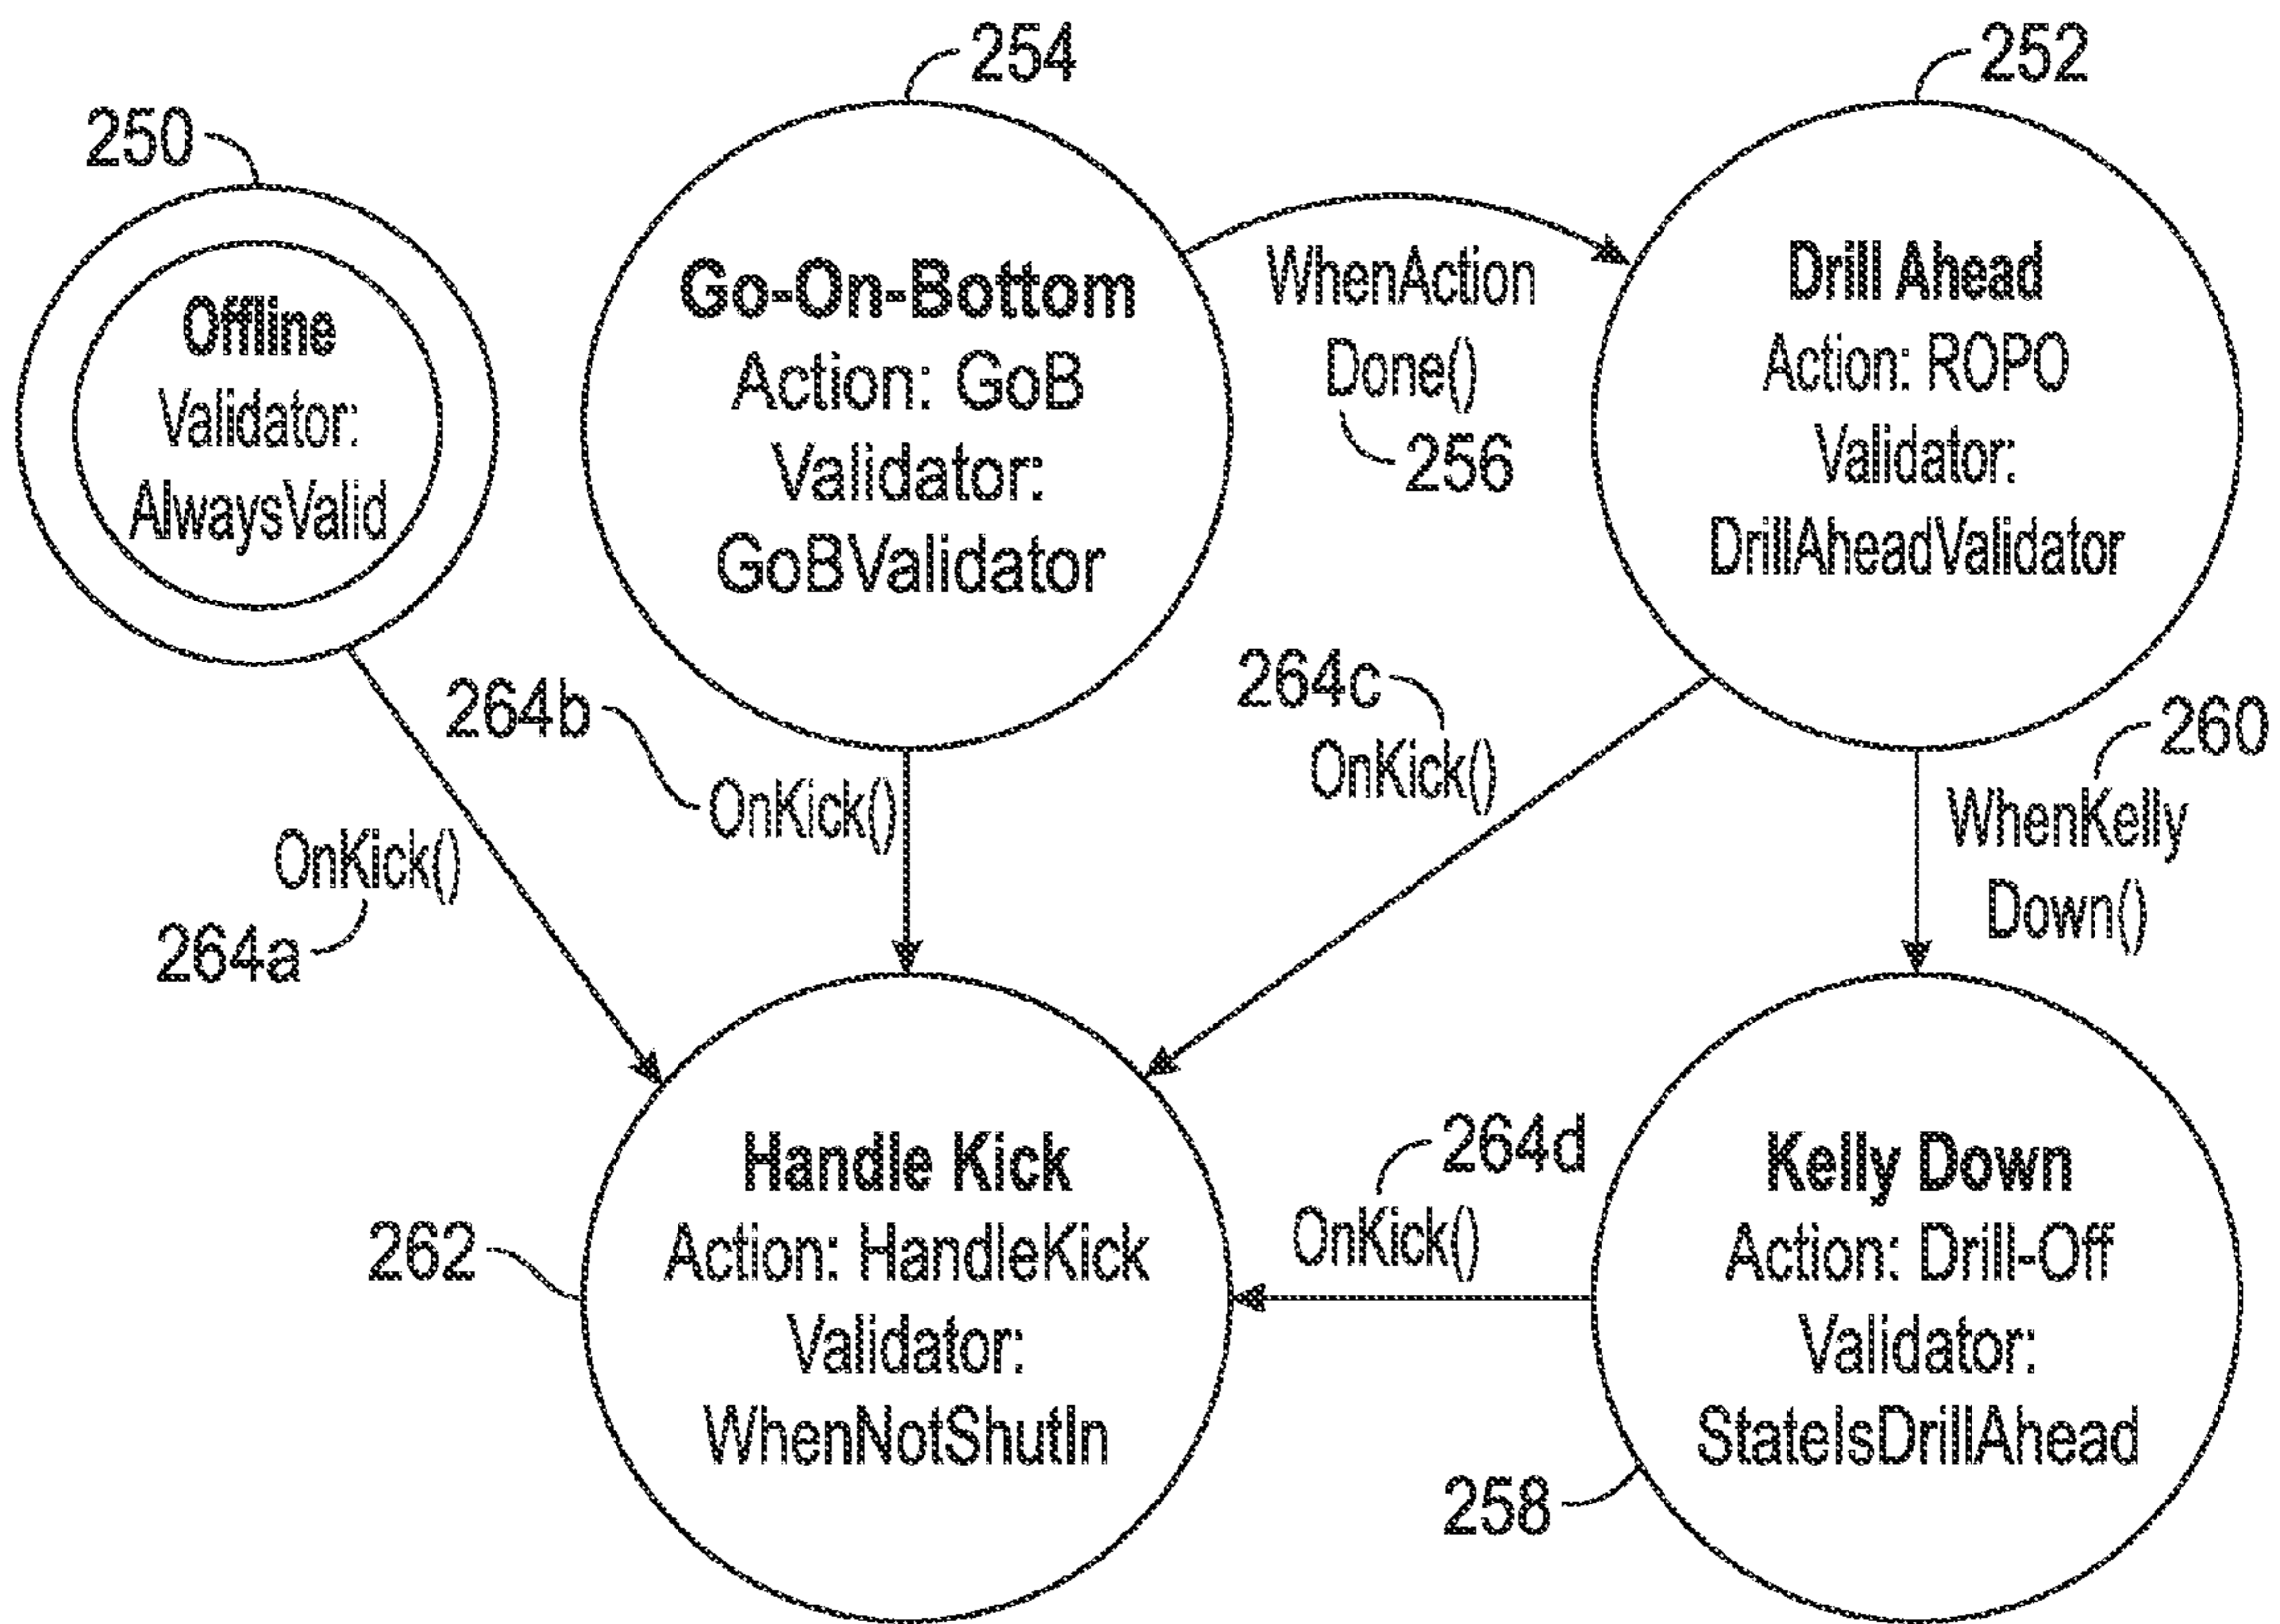 254
252
250
Offline
Validator:
AlwaysValid
Go-On-Bottom
Action: GoB
Validator:
GoBValidator
WhenAction
Done()
256
Drill Ahead
Action: ROPO
Validator:
DrillAheadValidator
264a
OnKick()
264b
OnKick()
264c
OnKick()
260
WhenKelly
Down()
262
Handle Kick
Action: HandleKick
Validator:
WhenNotShutIn
264d
OnKick()
Kelly Down
Action: Drill-Off
Validator:
StateIsDrillAhead
258